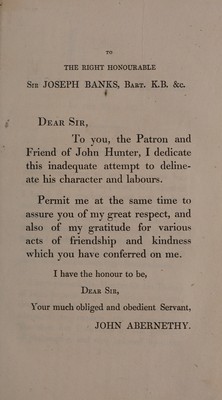 TO
THE RIGHT HONOURABLE
SIR JOSEPH BANKS, BART. K.B. &c.
DEAR SIR,
To you, the Patron and
Friend of John Hunter, I dedicate
this inadequate attempt to deline-
ate his character and labours.
Permit me at the same time to
assure you of my great respect, and
also of my gratitude for various
acts of friendship and kindness
which you have conferred on me.
I have the honour to be,
DEAR SIR,
Your much obliged and obedient Servant,
JOHN ABERNETHY.